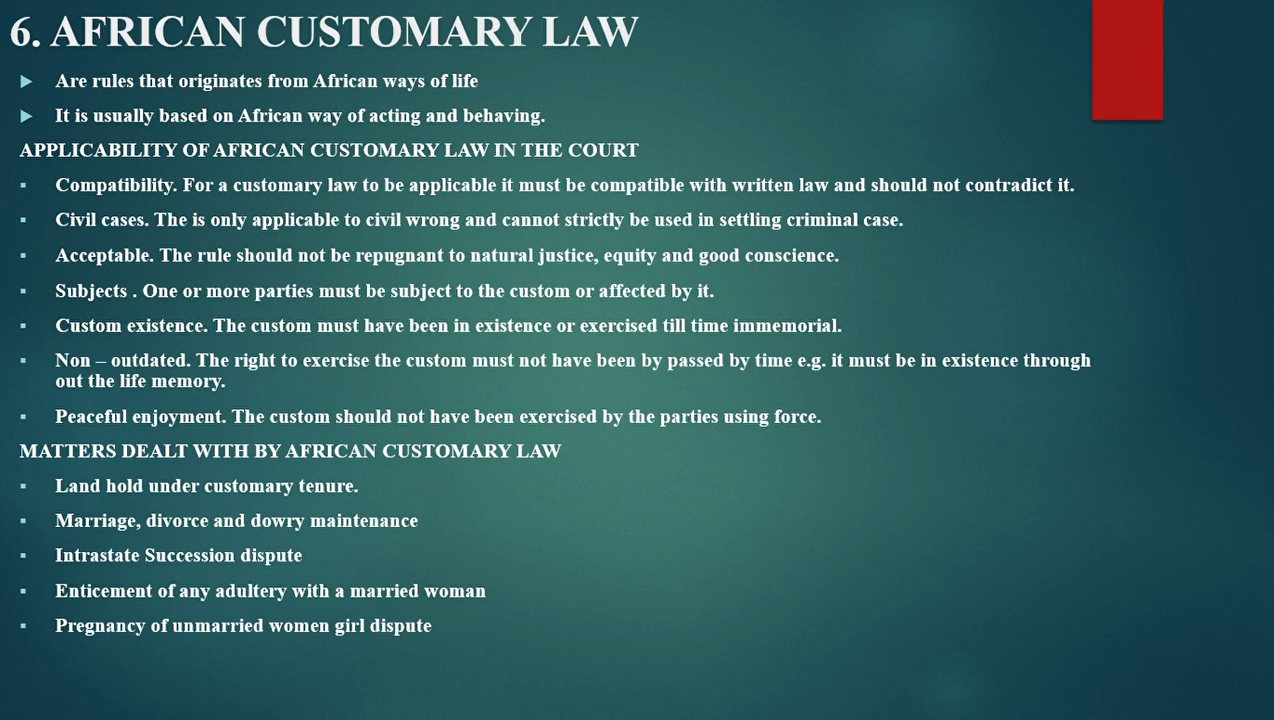 6. AFRICAN CUSTOMARY LAW
Are rules that originates from African ways of life
It is usually based on African way of acting and behaving.
APPLICABILITY OF AFRICAN CUSTOMARY LAW IN THE COURT
Compatibility. For a customary law to be applicable it must be compatible with written law and should not contradict it.
Civil cases. The is only applicable to civil wrong and cannot strictly be used in settling criminal case.
Acceptable. The rule should not be repugnant to natural justice, equity and good conscience.
Subjects . One or more parties must be subject to the custom or affected by it.
Custom existence. The custom must have been in existence or exercised till time immemorial.
Non – outdated. The right to exercise the custom must not have been by passed by time e.g. it must be in existence through
out the life memory.
Peaceful enjoyment. The custom should not have been exercised by the parties using force.
MATTERS DEALT WITH BY AFRICAN CUSTOMARY LAW
Land hold under customary tenure.
Marriage, divorce and dowry maintenance
Intrastate Succession dispute
Enticement of any adultery with a married woman
Pregnancy of unmarried women girl dispute